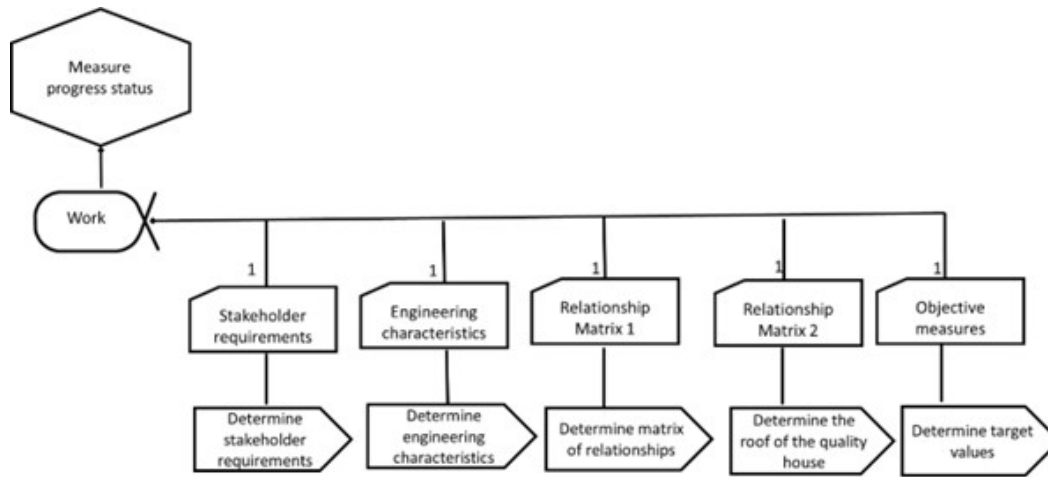 Measure
progress status
Work
1
1
1
1
1
Stakeholder
requirements
Engineering
characteristics
Relationship
Matrix 1
Relationship
Matrix 2
Objective
measures
Determine
stakeholder
requirements
Determine
engineering
characteristics
Determine matrix
of relationships
Determine the
roof of the quality
house
Determine target
values